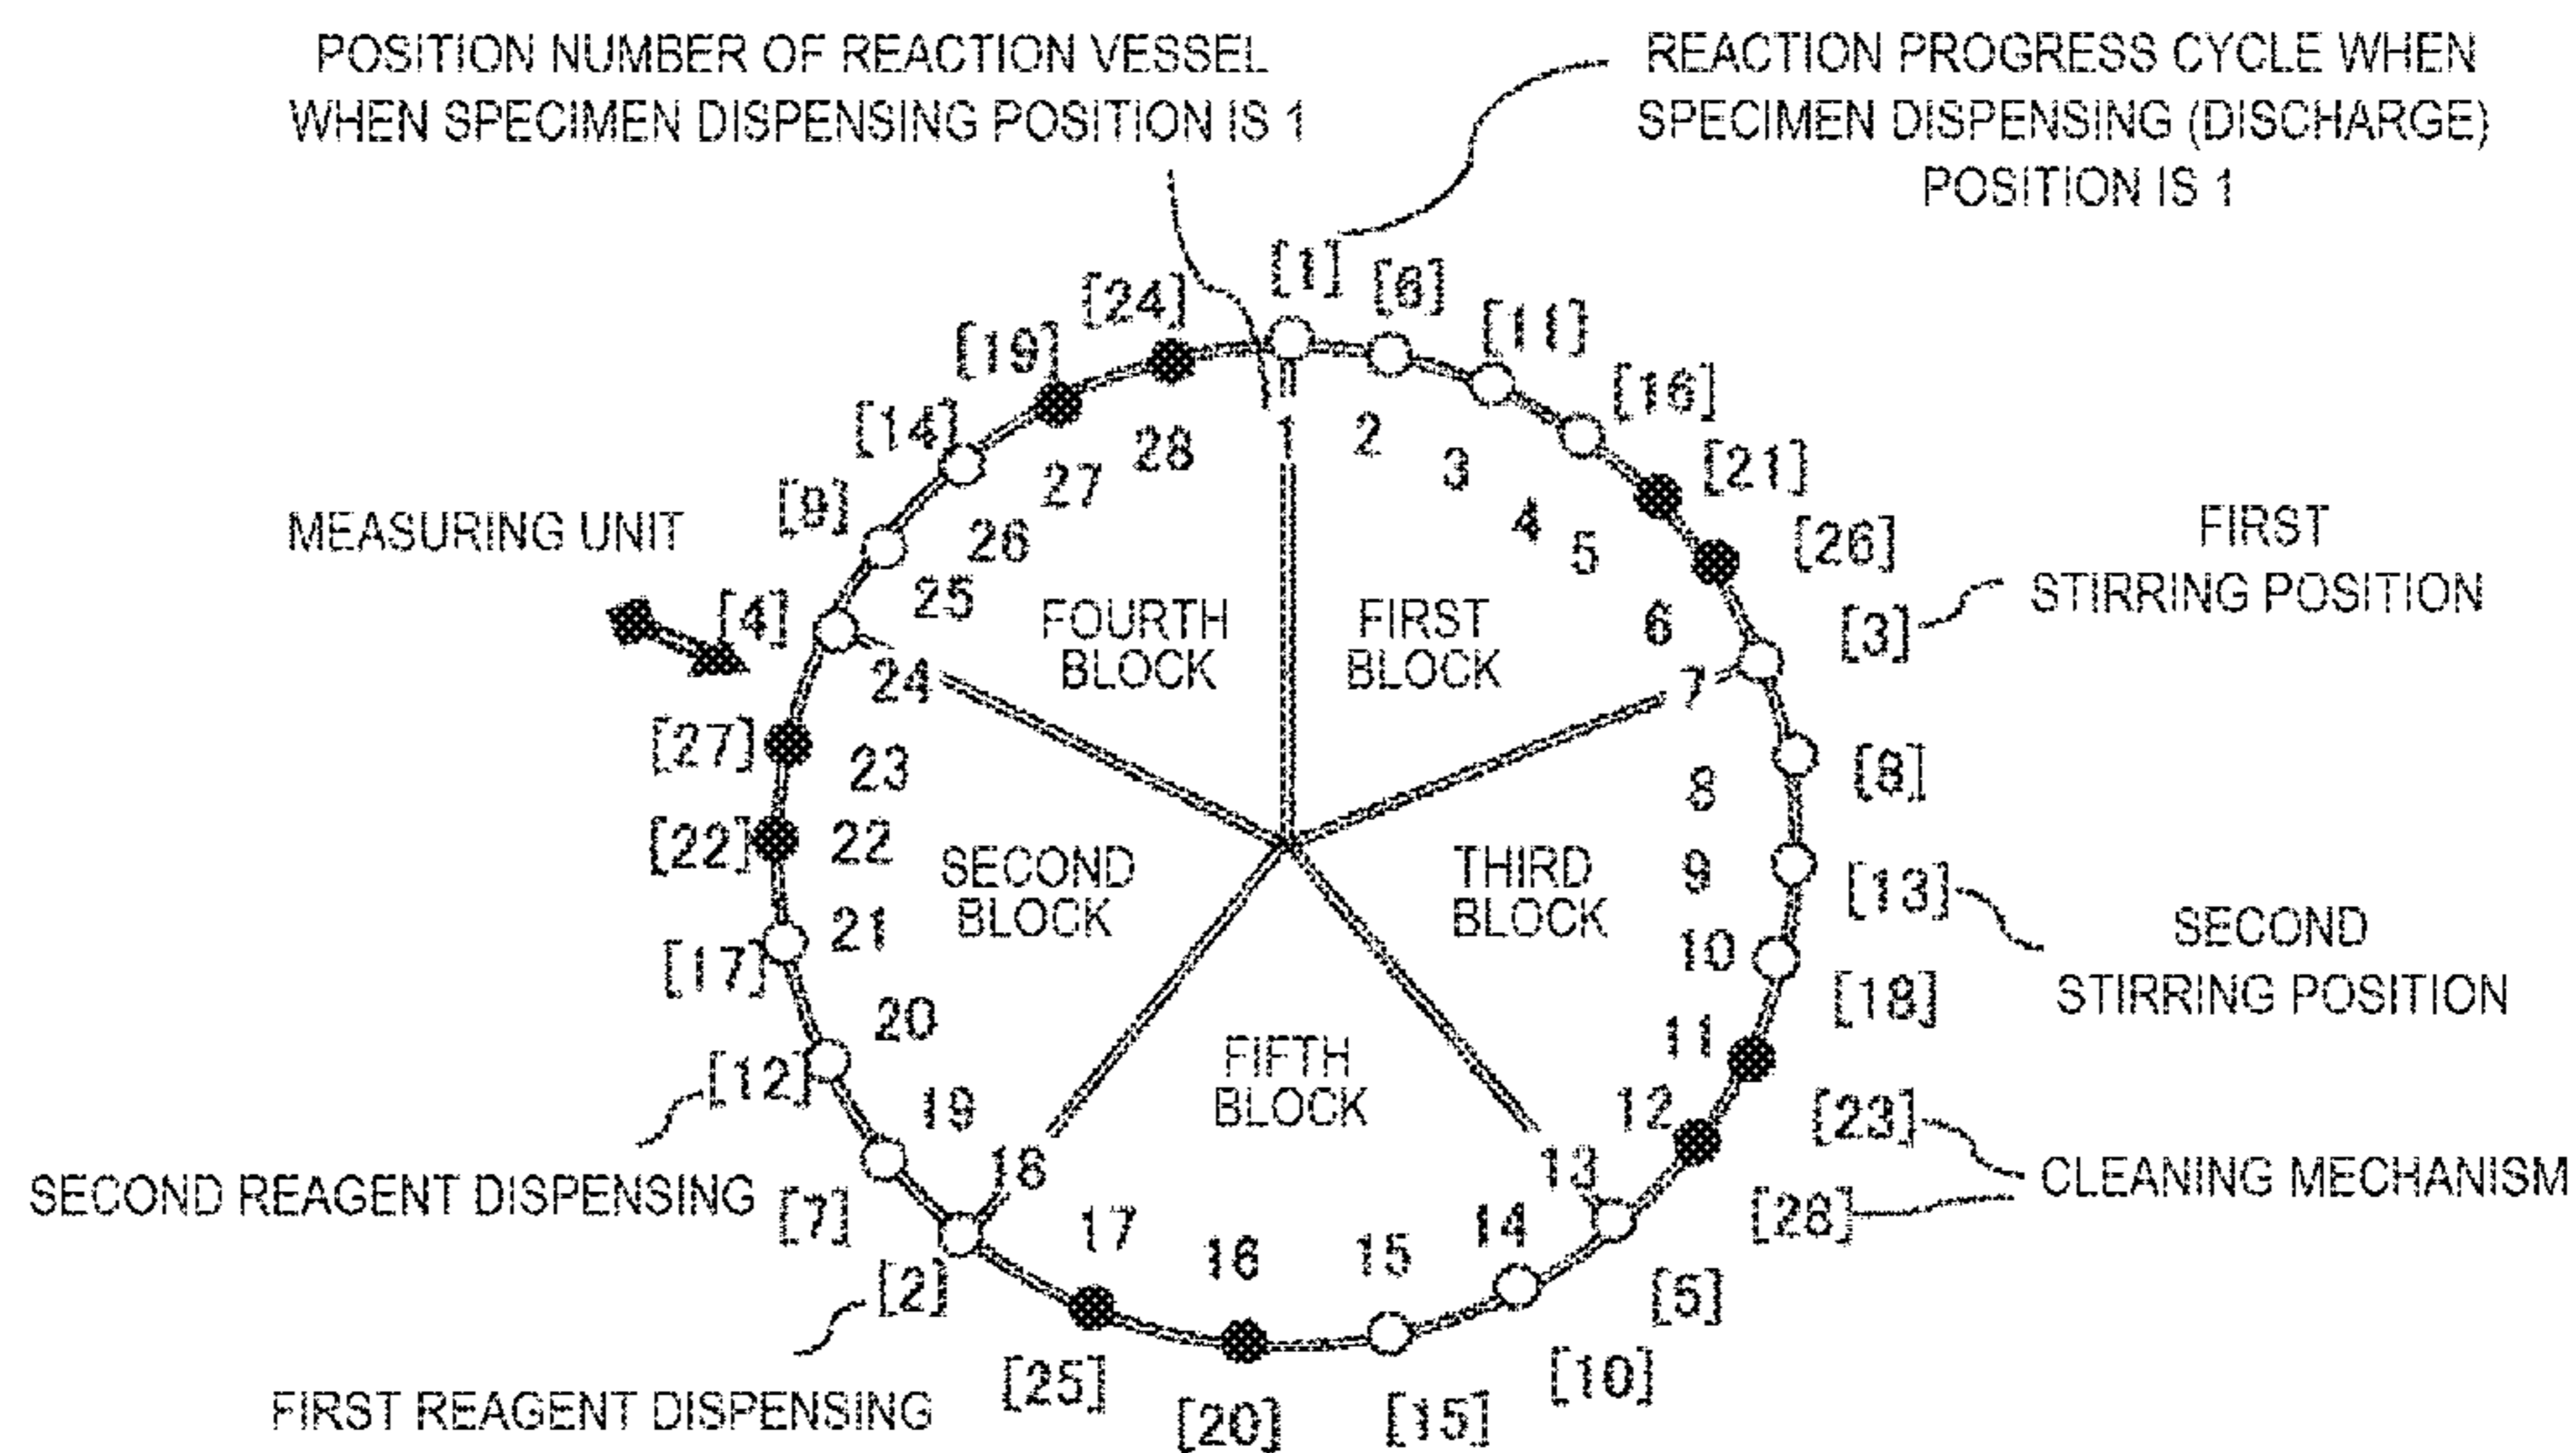 POSITION NUMBER OF REACTION VESSEL
WHEN SPECIMEN DISPENSING POSITION IS 1
REACTION PROGRESS CYCLE WHEN
SPECIMEN DISPENSING (DISCHARGE)
POSITION IS 1
[1]
[6]
[11]
[16]
[21]
[26]
[3]
[8]
[13]
[18]
[23]
[28]
[5]
[10]
[15]
[20]
[25]
[2]
[7]
[12]
[17]
[22]
[27]
[4]
[9]
[14]
[19]
[24]
1
2
3
4
5
6
7
8
9
10
11
12
13
14
15
16
17
18
19
20
21
22
23
24
25
26
27
28
MEASURING UNIT
FIRST
STIRRING POSITION
FOURTH
BLOCK
FIRST
BLOCK
SECOND
BLOCK
THIRD
BLOCK
FIFTH
BLOCK
SECOND
STIRRING POSITION
CLEANING MECHANISM
SECOND REAGENT DISPENSING
FIRST REAGENT DISPENSING